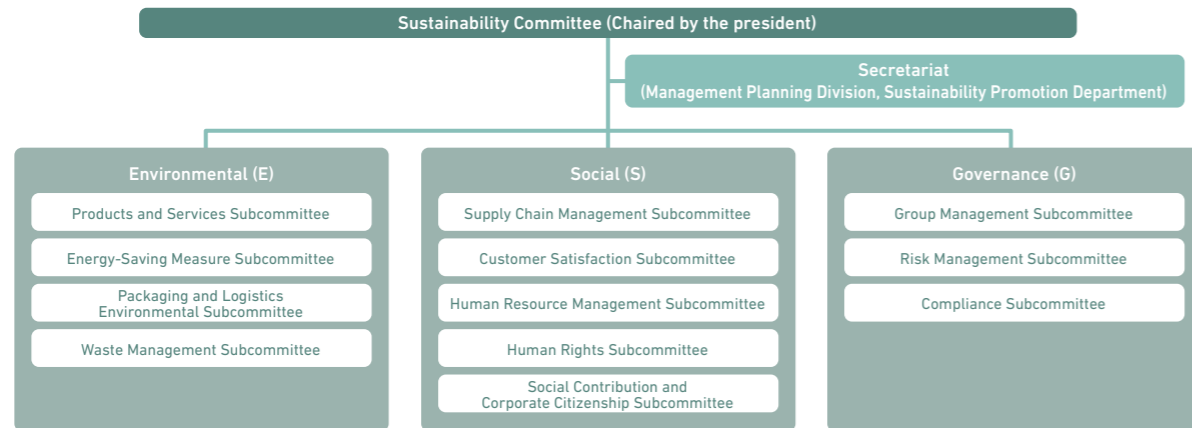 Sustainability Committee (Chaired by the president)
Secretariat
(Management Planning Division, Sustainability Promotion Department)
Environmental (E)
Products and Services Subcommittee
Energy-Saving Measure Subcommittee
Packaging and Logistics
Environmental Subcommittee
Waste Management Subcommittee
Social (S)
Supply Chain Management Subcommittee
Customer Satisfaction Subcommittee
Human Resource Management Subcommittee
Human Rights Subcommittee
Social Contribution and
Corporate Citizenship Subcommittee
Governance (G)
Group Management Subcommittee
Risk Management Subcommittee
Compliance Subcommittee